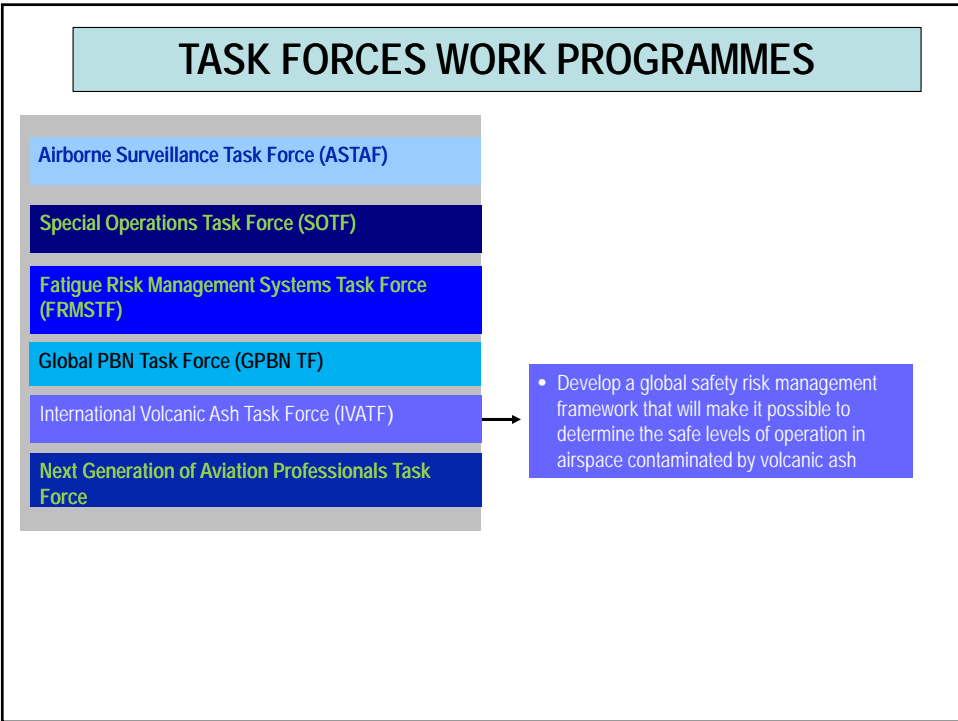 TASK FORCES WORK PROGRAMMES
Airborne Surveillance Task Force (ASTAF)
Special Operations Task Force (SOTF)
Fatigue Risk Management Systems Task Force
(FRMSTF)
Global PBN Task Force (GPBN TF)
International Volcanic Ash Task Force (IVATF)
Next Generation of Aviation Professionals Task
Force
• Develop a global safety risk management
framework that will make it possible to
determine the safe levels of operation in
airspace contaminated by volcanic ash